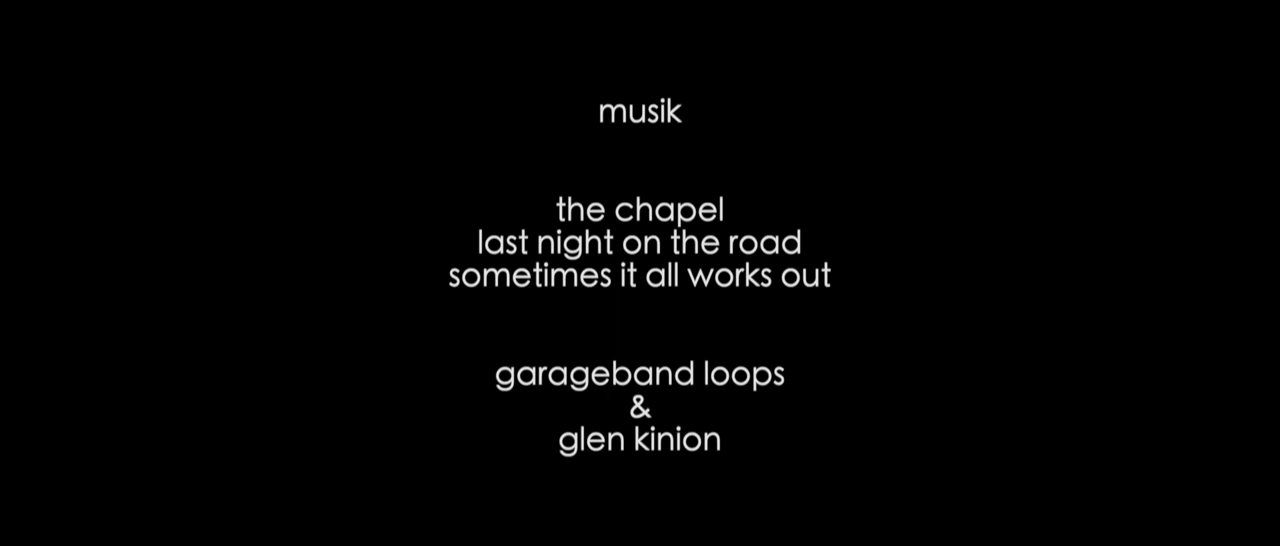 musik
the chapel
last night on the road
sometimes it all works out
garageband loops
&
glen kinion